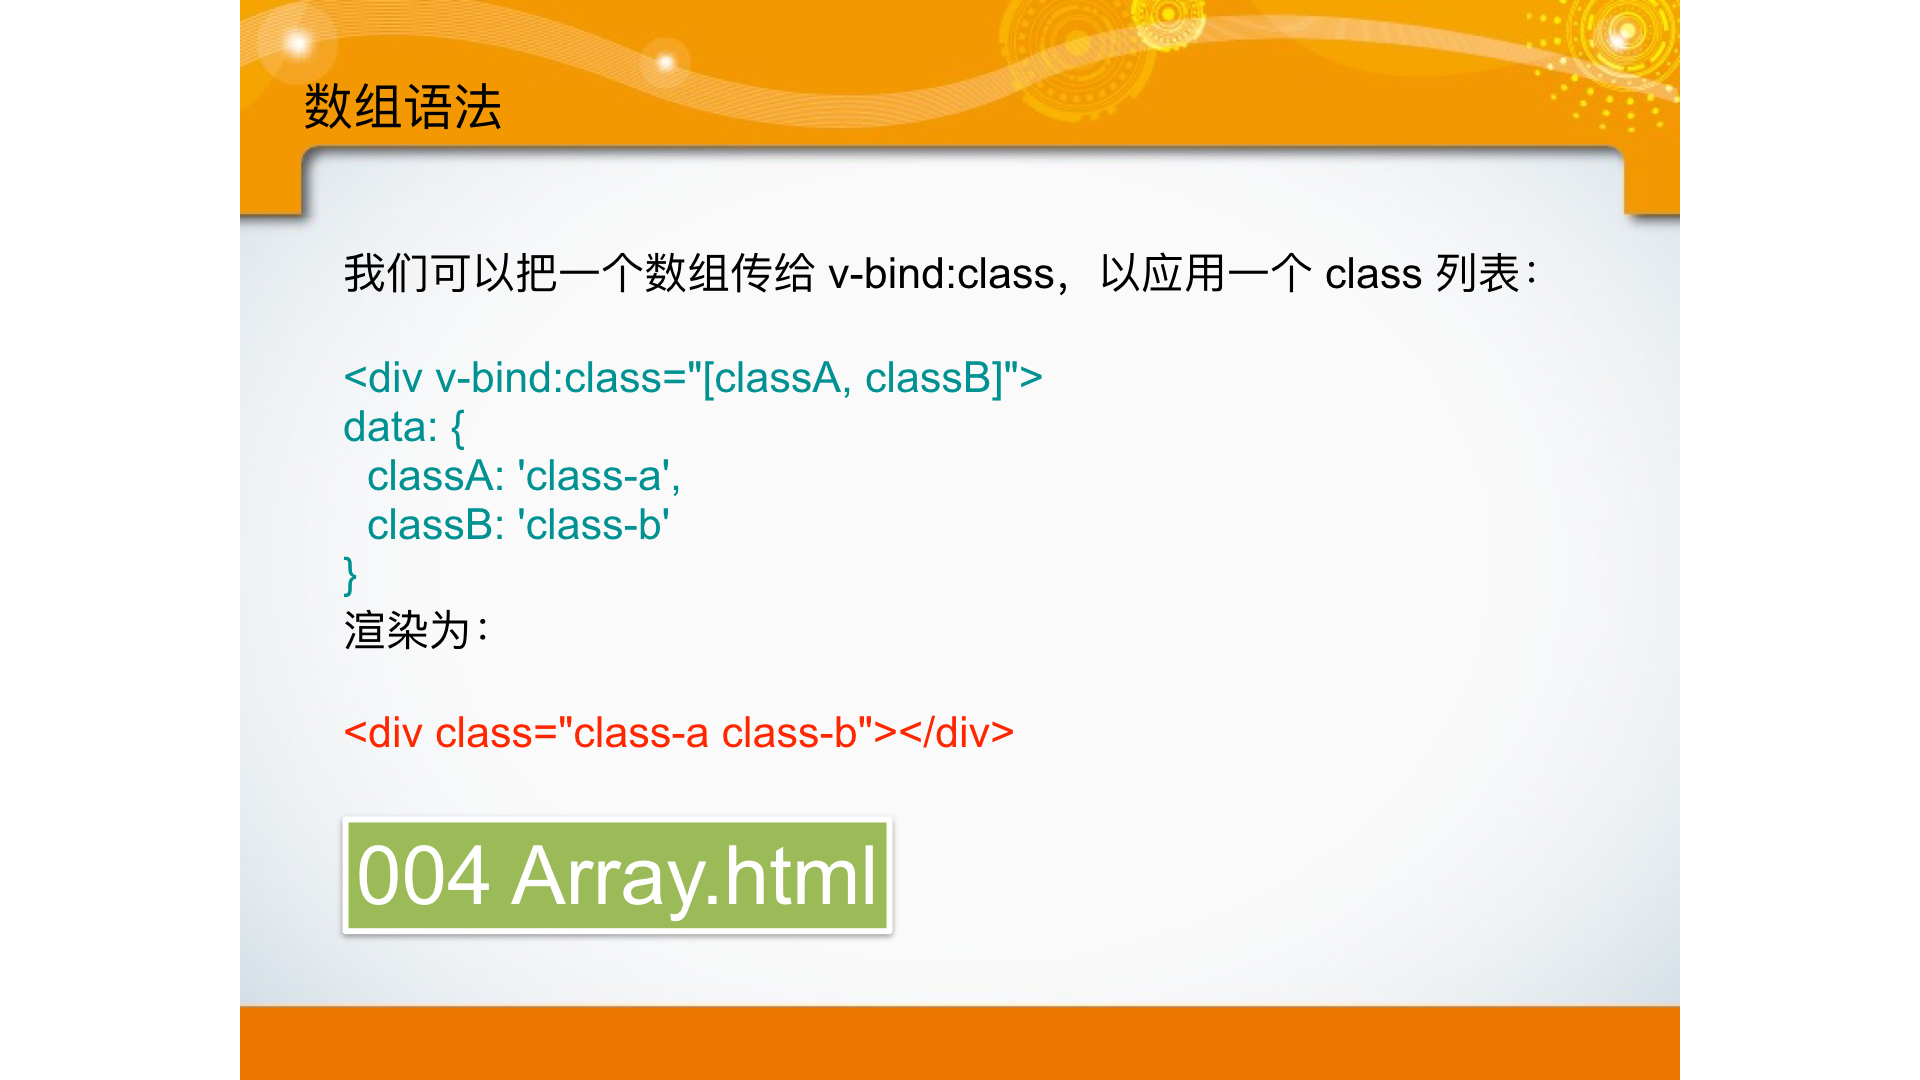 数组语法
我们可以把一个数组传给 v-bind:class，以应用一个 class 列表：
<div v-bind:class="[classA, classB]">
data: {
  classA: 'class-a',
  classB: 'class-b'
}
渲染为：
<div class="class-a class-b"></div>
004 Array.html